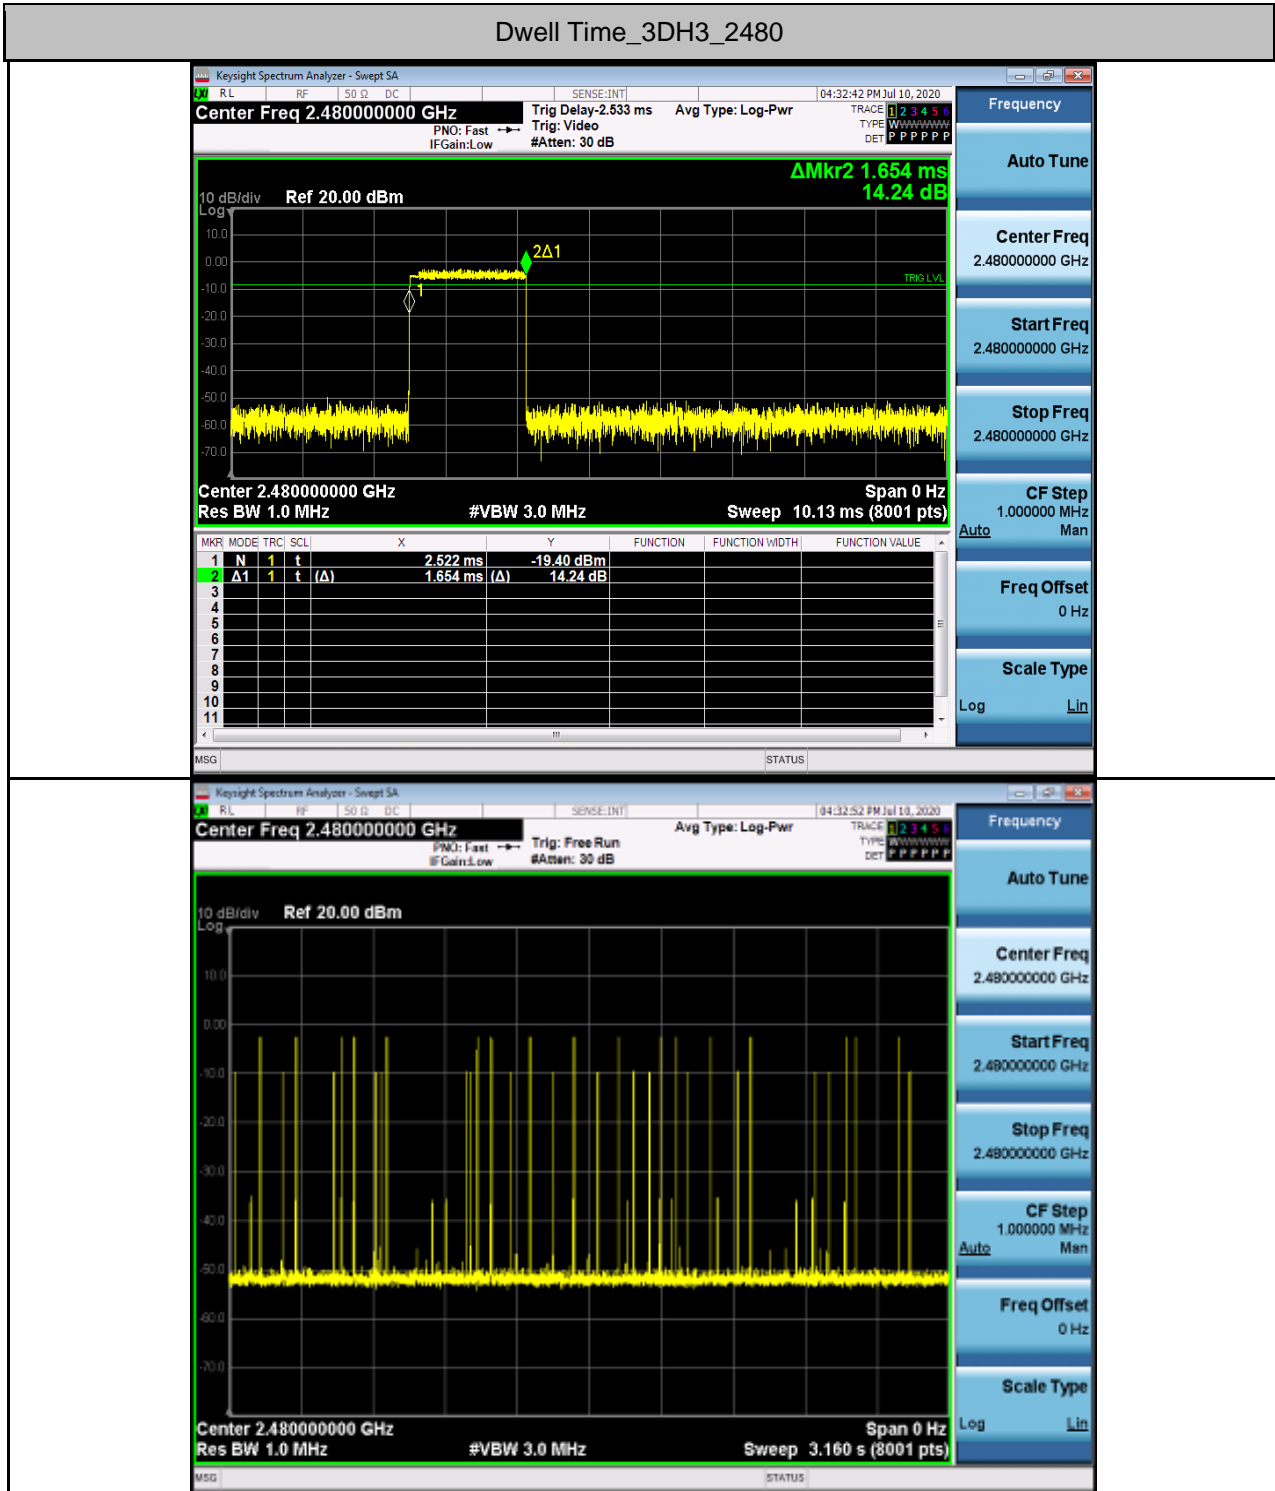 Dwell Time_3DH3_2480
Keysight Spectrum Analyzer - Swept SA
LXI RL RF 50 Ω DC SENSE:INT 04:32:42 PM Jul 10, 2020
Center Freq 2.480000000 GHz
PNO: Fast
IFGain:Low
Trig Delay-2.533 ms
Trig: Video
#Atten: 30 dB
Avg Type: Log-Pwr
TRACE 1 2 3 4 5 6
TYPE WWWWWW
DET P P P P P P
ΔMkr2 1.654 ms
14.24 dB
10 dB/div Ref 20.00 dBm
Log
10.0
0.00
-10.0
-20.0
-30.0
-40.0
-50.0
-60.0
-70.0
2Δ1
1
TRIG LVL
Center 2.480000000 GHz Span 0 Hz
Res BW 1.0 MHz #VBW 3.0 MHz Sweep 10.13 ms (8001 pts)
MKR MODE TRC SCL X Y FUNCTION FUNCTION WIDTH FUNCTION VALUE
1 N 1 t 2.522 ms -19.40 dBm
2 Δ1 1 t (Δ) 1.654 ms (Δ) 14.24 dB
3
4
5
6
7
8
9
10
11
MSG STATUS
Frequency
Auto Tune
Center Freq
2.480000000 GHz
Start Freq
2.480000000 GHz
Stop Freq
2.480000000 GHz
CF Step
1.000000 MHz
Auto Man
Freq Offset
0 Hz
Scale Type
Log Lin
Keysight Spectrum Analyzer - Swept SA
LXI RL RF 50 Ω DC SENSE:INT 04:32:52 PM Jul 10, 2020
Center Freq 2.480000000 GHz
PNO: Fast
IFGain:Low
Trig: Free Run
#Atten: 30 dB
Avg Type: Log-Pwr
TRACE 1 2 3 4 5 6
TYPE WWWWWW
DET P P P P P P
10 dB/div Ref 20.00 dBm
Log
10.0
0.00
-10.0
-20.0
-30.0
-40.0
-50.0
-60.0
-70.0
Center 2.480000000 GHz Span 0 Hz
Res BW 1.0 MHz #VBW 3.0 MHz Sweep 3.160 s (8001 pts)
MSG STATUS
Frequency
Auto Tune
Center Freq
2.480000000 GHz
Start Freq
2.480000000 GHz
Stop Freq
2.480000000 GHz
CF Step
1.000000 MHz
Auto Man
Freq Offset
0 Hz
Scale Type
Log Lin